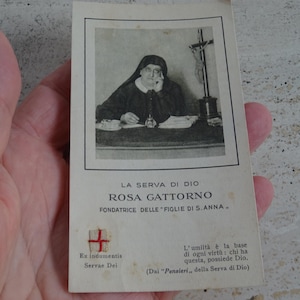 LA SERVA DI DIO
ROSA GATTORNO
FONDATRICE DELLE "FIGLIE DI S. ANNA"
Ex indumentis
Servae Dei
L'umiltà è la base
di ogni virtù: chi ha
questa, possiede Dio.
(Dai "Pensieri" della Serva di Dio)